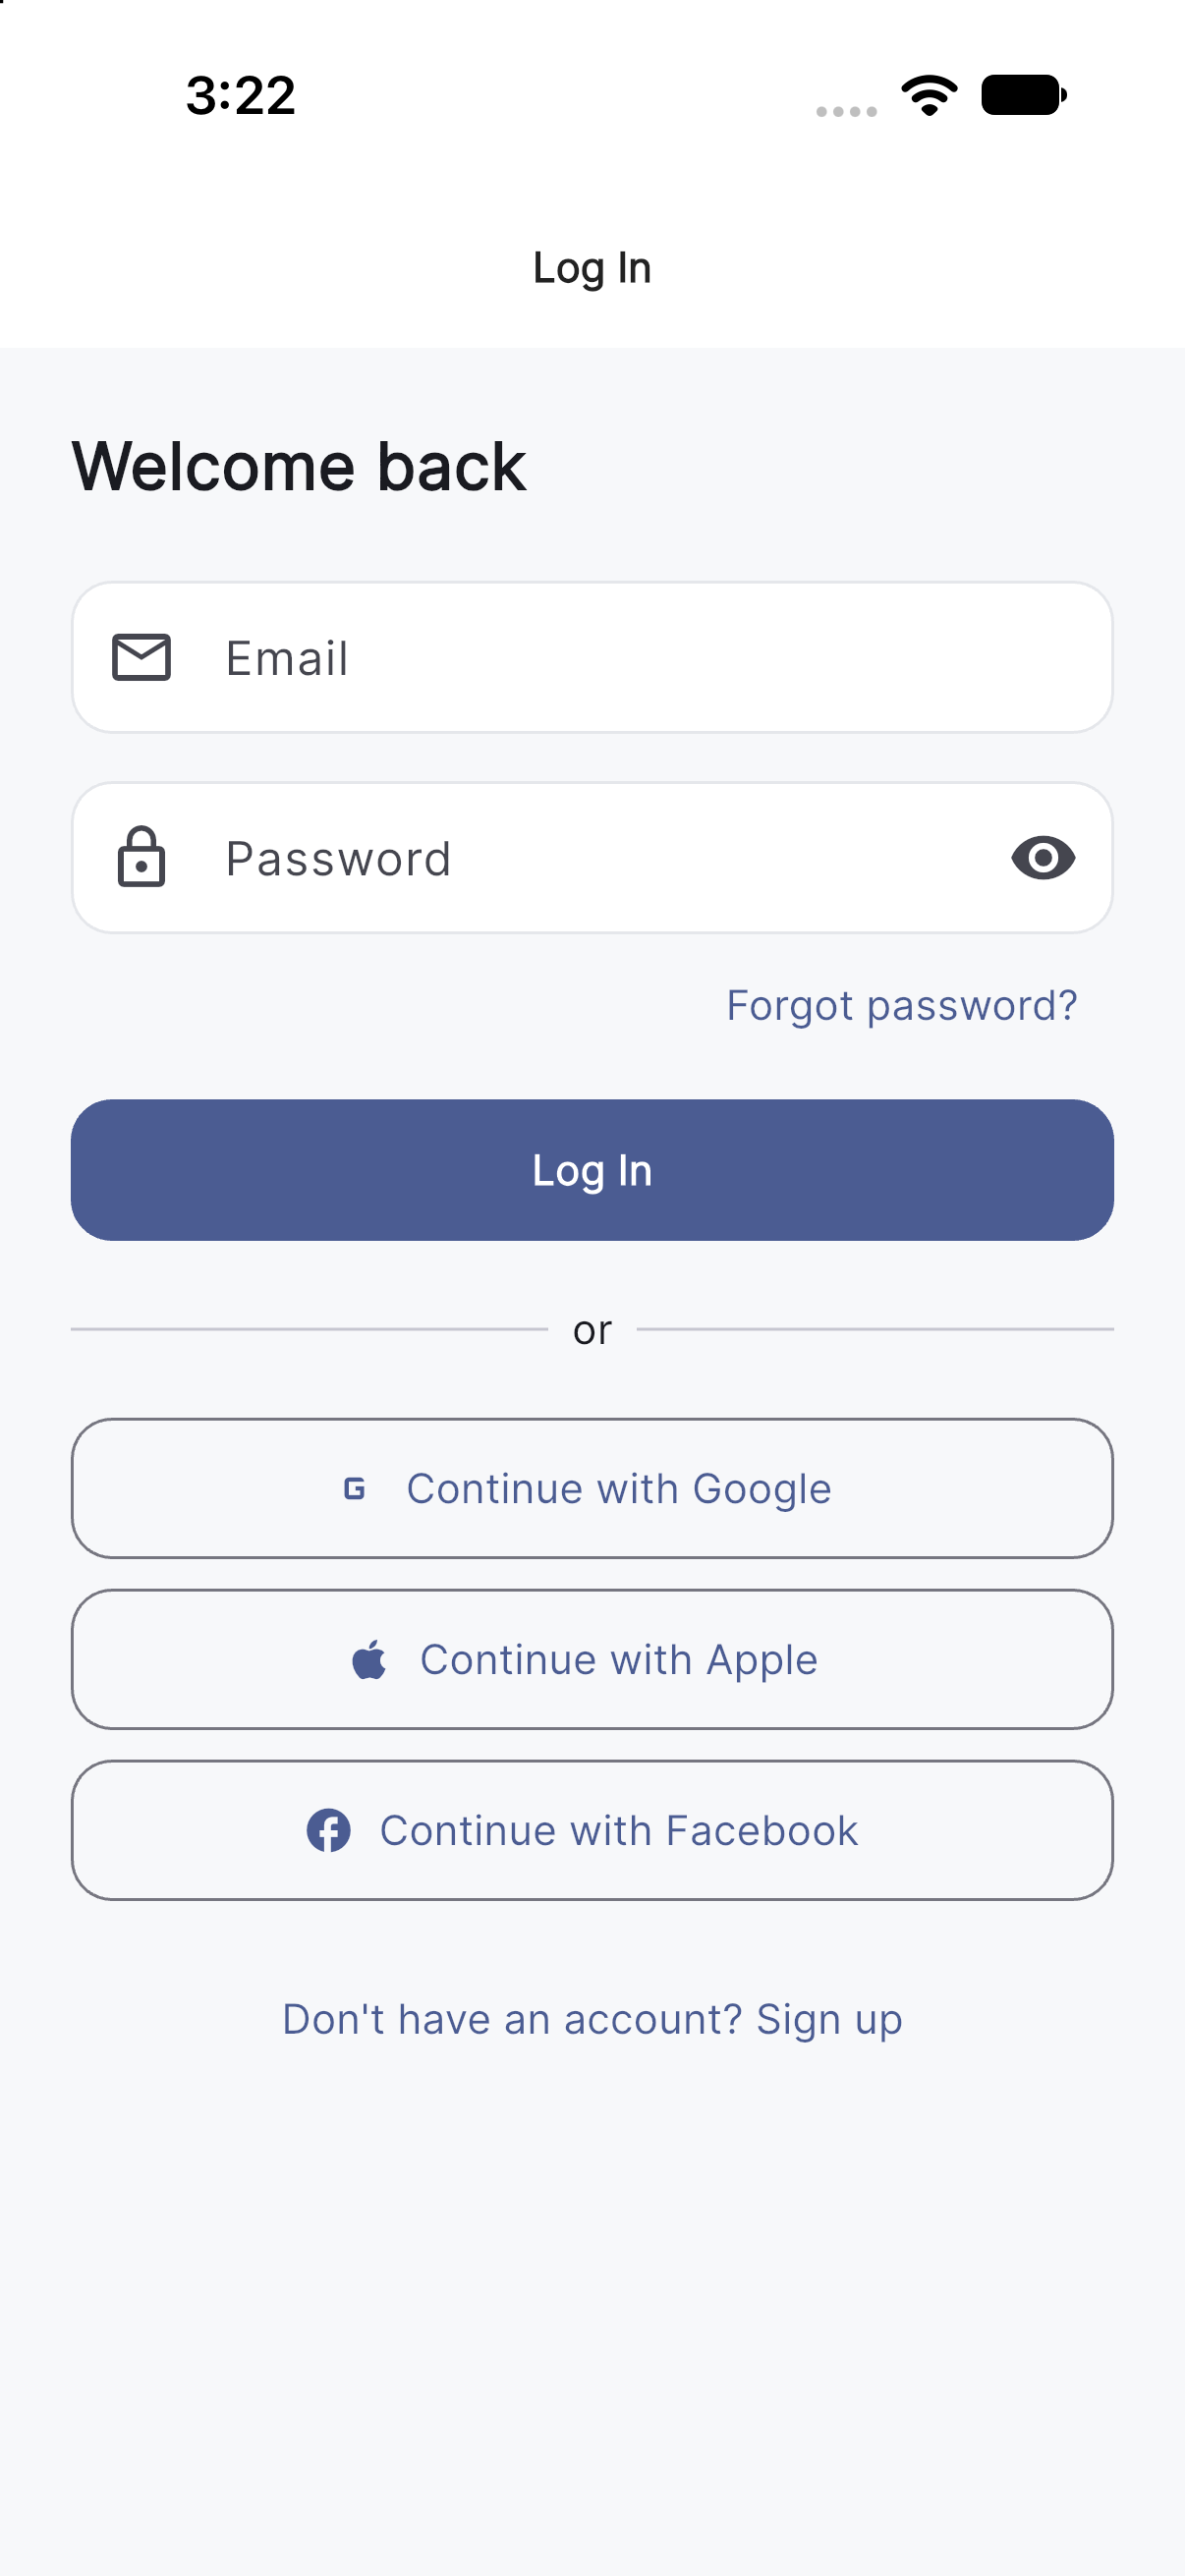 3:22
Log In
Welcome back
Email
Password
Forgot password?
Log In
or
G Continue with Google
Continue with Apple
Continue with Facebook
Don't have an account? Sign up